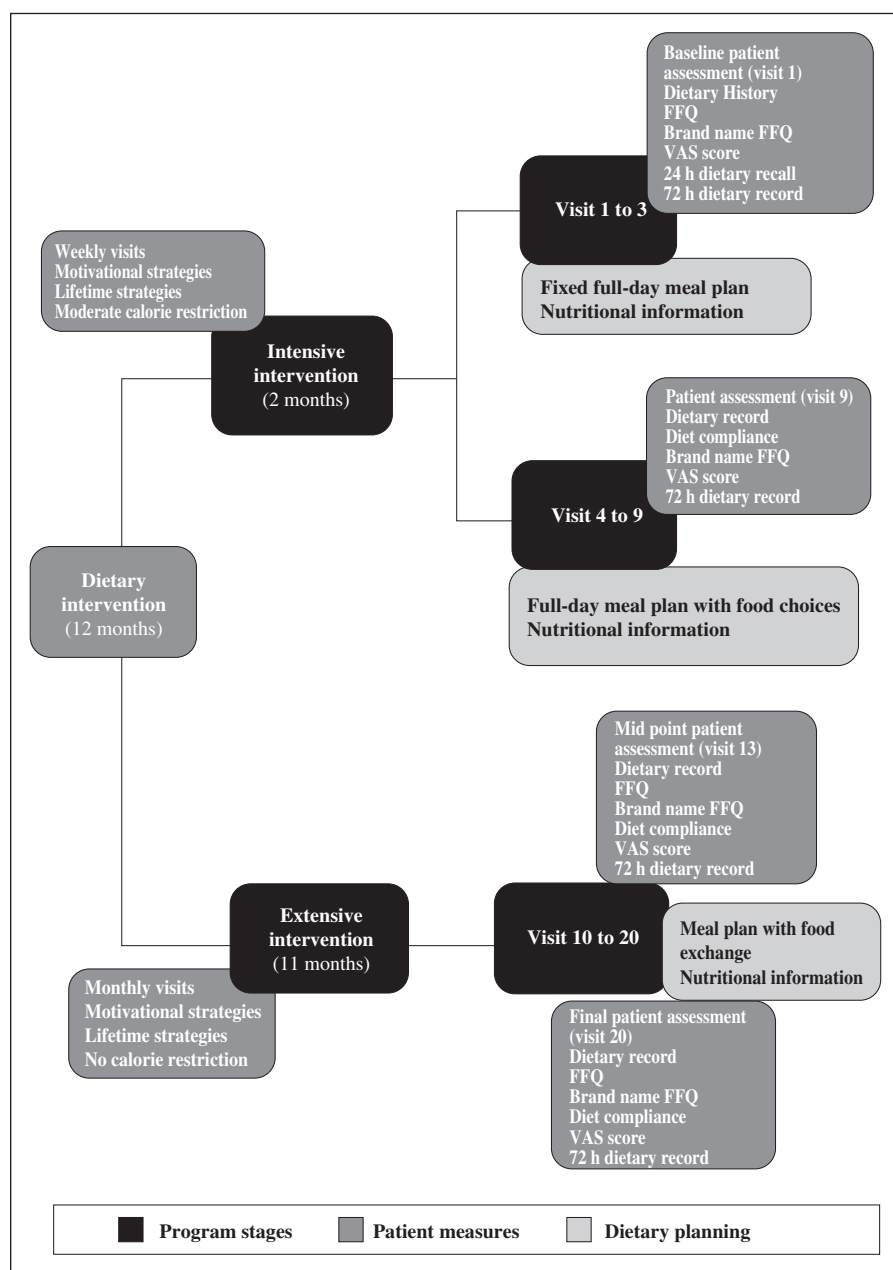 Baseline patient
assessment (visit 1)
Dietary History
FFQ
Brand name FFQ
VAS score
24 h dietary recall
72 h dietary record
Visit 1 to 3
Fixed full-day meal plan
Nutritional information
Weekly visits
Motivational strategies
Lifetime strategies
Moderate calorie restriction
Intensive
intervention
(2 months)
Patient assessment (visit 9)
Dietary record
Diet compliance
Brand name FFQ
VAS score
72 h dietary record
Visit 4 to 9
Full-day meal plan with food choices
Nutritional information
Dietary
intervention
(12 months)
Mid point patient
assessment (visit 13)
Dietary record
FFQ
Brand name FFQ
Diet compliance
VAS score
72 h dietary record
Extensive
intervention
(11 months)
Visit 10 to 20
Meal plan with food
exchange
Nutritional information
Monthly visits
Motivational strategies
Lifetime strategies
No calorie restriction
Final patient assessment
(visit 20)
Dietary record
FFQ
Brand name FFQ
Diet compliance
VAS score
72 h dietary record
Program stages
Patient measures
Dietary planning